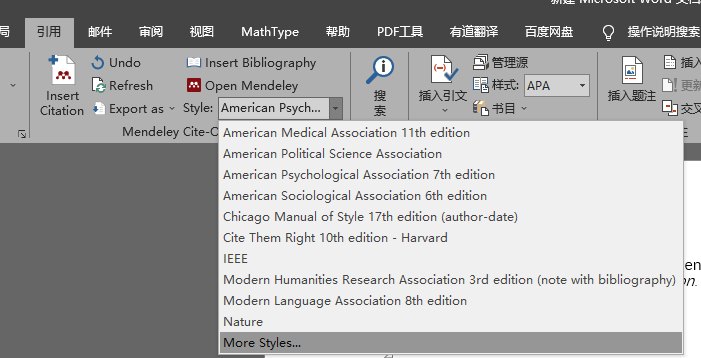 新建 Microsoft Word 文档
引用 邮件 审阅 视图 MathType 帮助 PDF工具 有道翻译 百度网盘 操作说明搜索
Insert Citation
Undo
Refresh
Export as
Insert Bibliography
Open Mendeley
Style: American Psych...
Mendeley Cite-O
搜索
插入引文
管理源
样式: APA
书目
插入题注
插入
更新
交叉
American Medical Association 11th edition
American Political Science Association
American Psychological Association 7th edition
American Sociological Association 6th edition
Chicago Manual of Style 17th edition (author-date)
Cite Them Right 10th edition - Harvard
IEEE
Modern Humanities Research Association 3rd edition (note with bibliography)
Modern Language Association 8th edition
Nature
More Styles...
en
on.